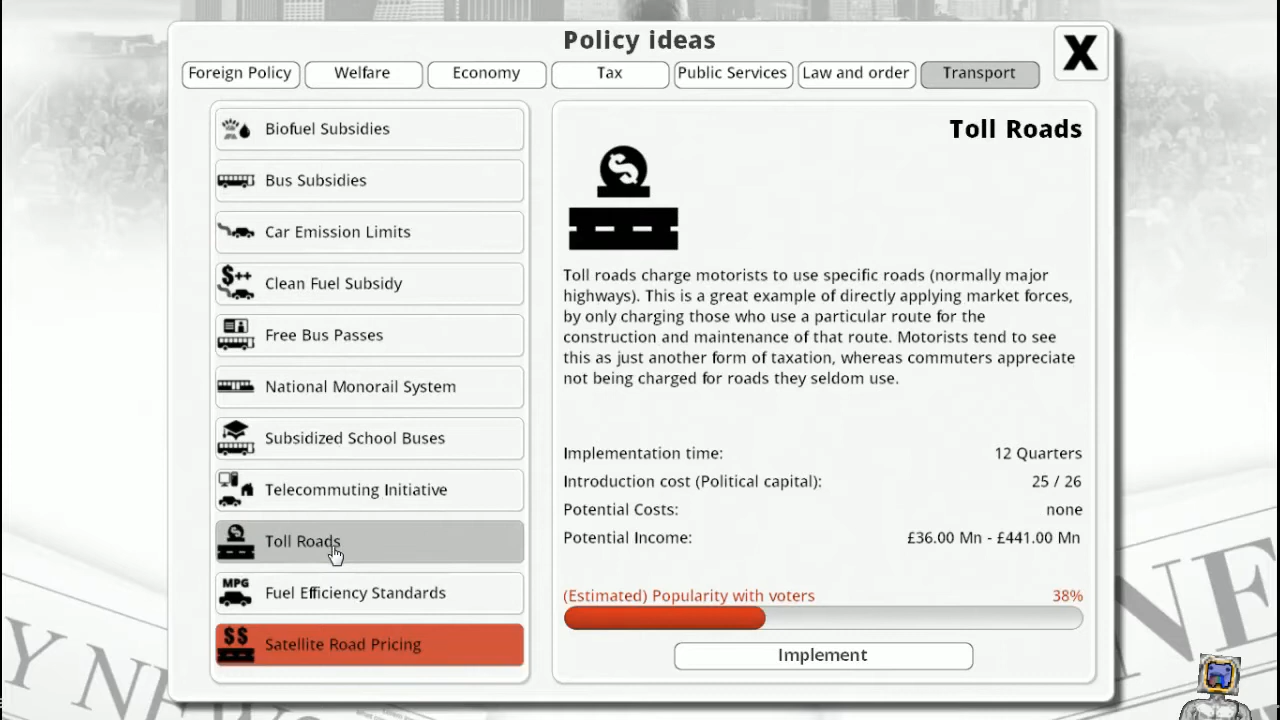 Policy ideas
X
Foreign Policy
Welfare
Economy
Tax
Public Services
Law and order
Transport
Biofuel Subsidies
Bus Subsidies
Car Emission Limits
$++
Clean Fuel Subsidy
Free Bus Passes
National Monorail System
Subsidized School Buses
Telecommuting Initiative
Toll Roads
MPG
Fuel Efficiency Standards
$$
Satellite Road Pricing
Toll Roads
$
Toll roads charge motorists to use specific roads (normally major
highways). This is a great example of directly applying market forces,
by only charging those who use a particular route for the
construction and maintenance of that route. Motorists tend to see
this as just another form of taxation, whereas commuters appreciate
not being charged for roads they seldom use.
Implementation time: 12 Quarters
Introduction cost (Political capital): 25 / 26
Potential Costs: none
Potential Income: £36.00 Mn - £441.00 Mn
(Estimated) Popularity with voters 38%
Implement